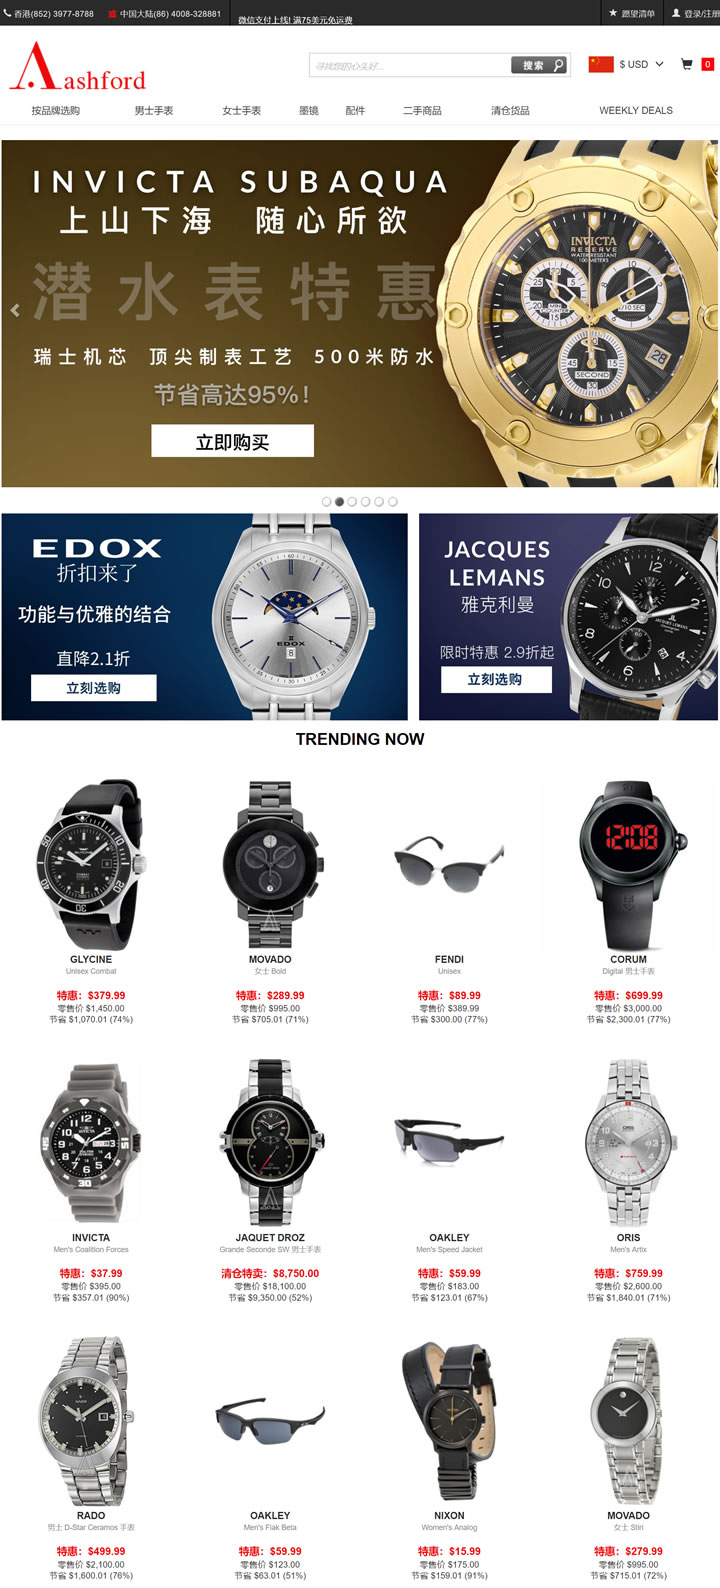 香港(852) 3977-8788
中国大陆(86) 4008-328881
微信支付上线! 满75美元免运费
愿望清单
登录/注册
Aashford
寻找您的心头好...
搜索
$ USD
0
按品牌选购
男士手表
女士手表
墨镜
配件
二手商品
清仓货品
WEEKLY DEALS
INVICTA SUBAQUA
上山下海 随心所欲
潜水表特惠
瑞士机芯 顶尖制表工艺 500米防水
节省高达95%!
立即购买
INVICTA
RESERVE
WATER RESISTANT
100 METERS
28
SECOND
EDOX
折扣来了
功能与优雅的结合
直降2.1折
立刻选购
EDOX
8
JACQUES
LEMANS
雅克利曼
限时特惠 2.9折起
立刻选购
JACQUES LEMANS
TRENDING NOW
12:08
GLYCINE
Unisex Combat
特惠: $379.99
零售价 $1,450.00
节省 $1,070.01 (74%)
MOVADO
女士 Bold
特惠: $289.99
零售价 $995.00
节省 $705.01 (71%)
FENDI
Unisex
特惠: $89.99
零售价 $389.99
节省 $300.00 (77%)
CORUM
Digital 男士手表
特惠: $699.99
零售价 $3,000.00
节省 $2,300.01 (77%)
INVICTA
Men's Coalition Forces
特惠: $37.99
零售价 $395.00
节省 $357.01 (90%)
JAQUET DROZ
Grande Seconde SW 男士手表
清仓特卖: $8,750.00
零售价 $18,100.00
节省 $9,350.00 (52%)
OAKLEY
Men's Speed Jacket
特惠: $59.99
零售价 $183.00
节省 $123.01 (67%)
ORIS
Men's Artix
特惠: $759.99
零售价 $2,600.00
节省 $1,840.01 (71%)
RADO
男士 D-Star Ceramos 手表
特惠: $499.99
零售价 $2,100.00
节省 $1,600.01 (76%)
OAKLEY
Men's Flak Beta
特惠: $59.99
零售价 $123.00
节省 $63.01 (51%)
NIXON
Women's Analog
特惠: $15.99
零售价 $175.00
节省 $159.01 (91%)
MOVADO
女士 Stiri
特惠: $279.99
零售价 $995.00
节省 $715.01 (72%)